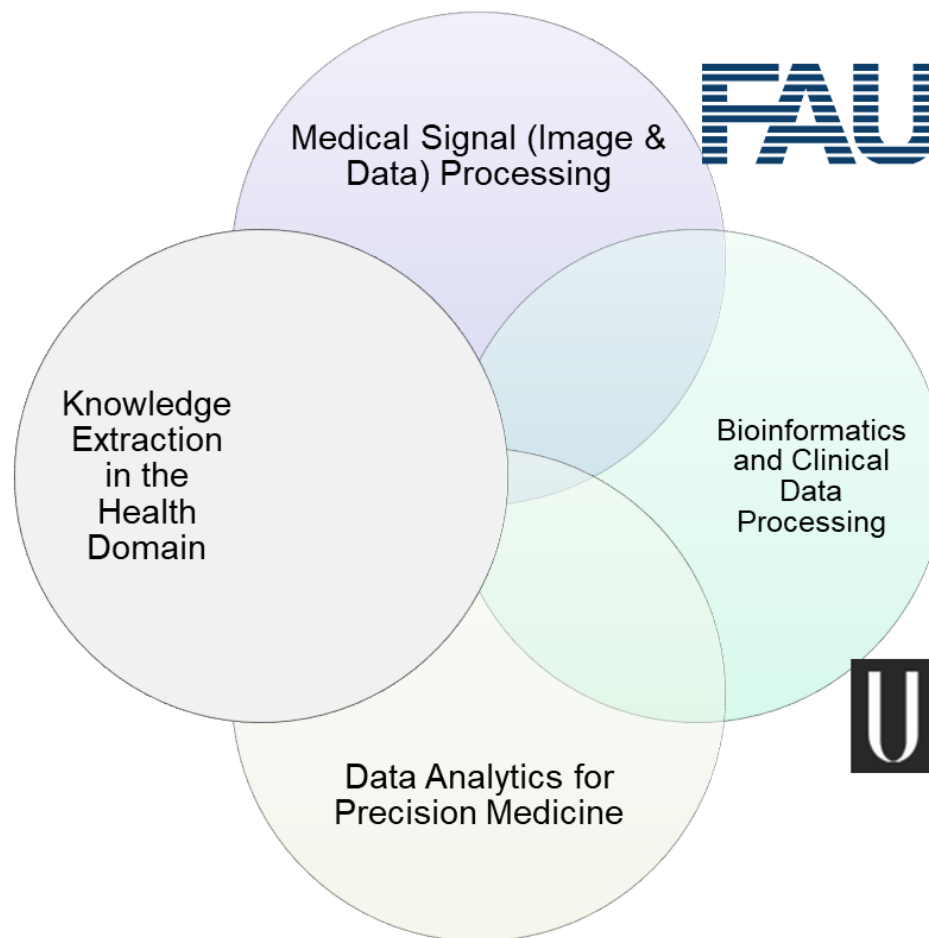 FAU
Medical Signal (Image &
Data) Processing
Knowledge
Extraction
in the
Health
Domain
Bioinformatics
and Clinical
Data
Processing
U
Data Analytics for
Precision Medicine